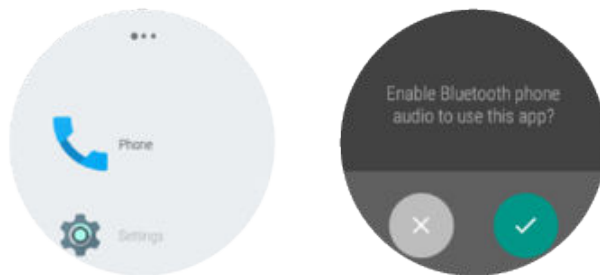 Phone
Settings
Enable Bluetooth phone
audio to use this app?